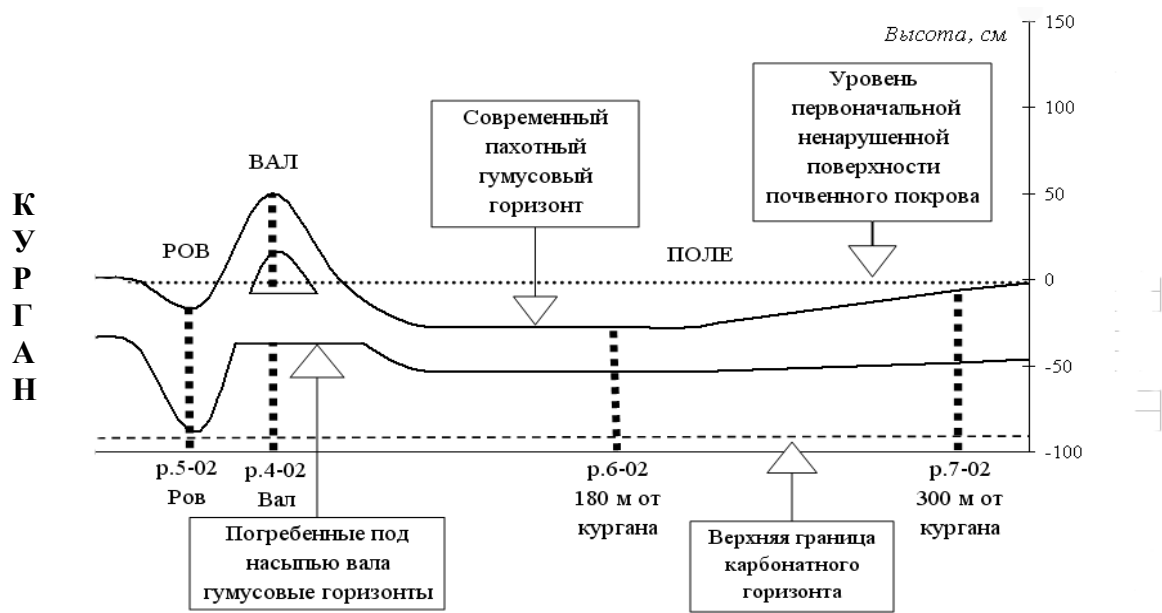 150
Высота, см
Уровень
первоначальной
ненарушенной
поверхности
почвенного покрова
Современный
пахотный
гумусовый
горизонт
100
ВАЛ
50
КУРГАН
РОВ
ПОЛЕ
0
-50
-100
р.5-02
Ров
р.4-02
Вал
р.6-02
180 м от
кургана
р.7-02
300 м от
кургана
Погребенные под
насыпью вала
гумусовые горизонты
Верхняя граница
карбонатного
горизонта